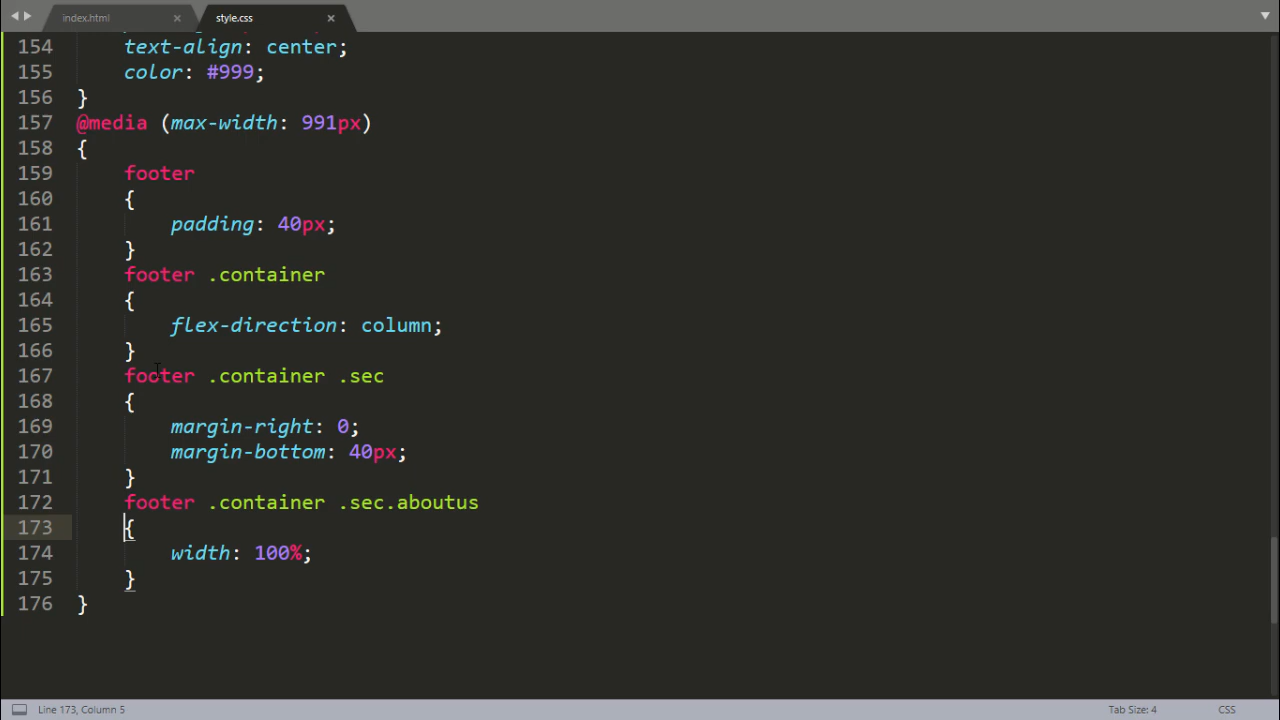 index.html × style.css ×
154 text-align: center;
155 color: #999;
156 }
157 @media (max-width: 991px)
158 {
159 footer
160 {
161 padding: 40px;
162 }
163 footer .container
164 {
165 flex-direction: column;
166 }
167 footer .container .sec
168 {
169 margin-right: 0;
170 margin-bottom: 40px;
171 }
172 footer .container .sec.aboutus
173 {
174 width: 100%;
175 }
176 }
Line 173, Column 5 Tab Size: 4 CSS